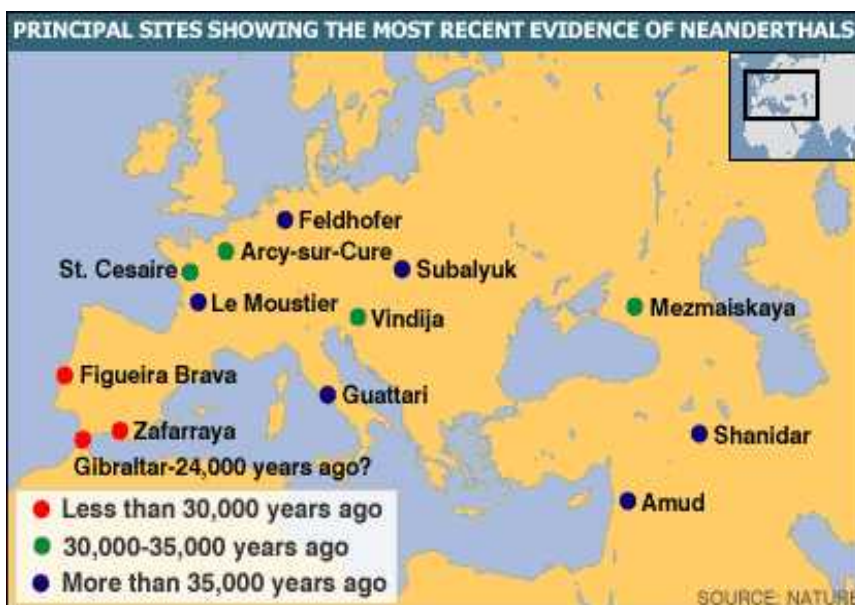 PRINCIPAL SITES SHOWING THE MOST RECENT EVIDENCE OF NEANDERTHALS
Feldhofer
Arcy-sur-Cure
St. Cesaire
Subalyuk
Le Moustier
Mezmaiskaya
Vindija
Figueira Brava
Guattari
Zafarraya
Shanidar
Gibraltar-24,000 years ago?
Amud
Less than 30,000 years ago
30,000-35,000 years ago
More than 35,000 years ago
SOURCE: NATURE